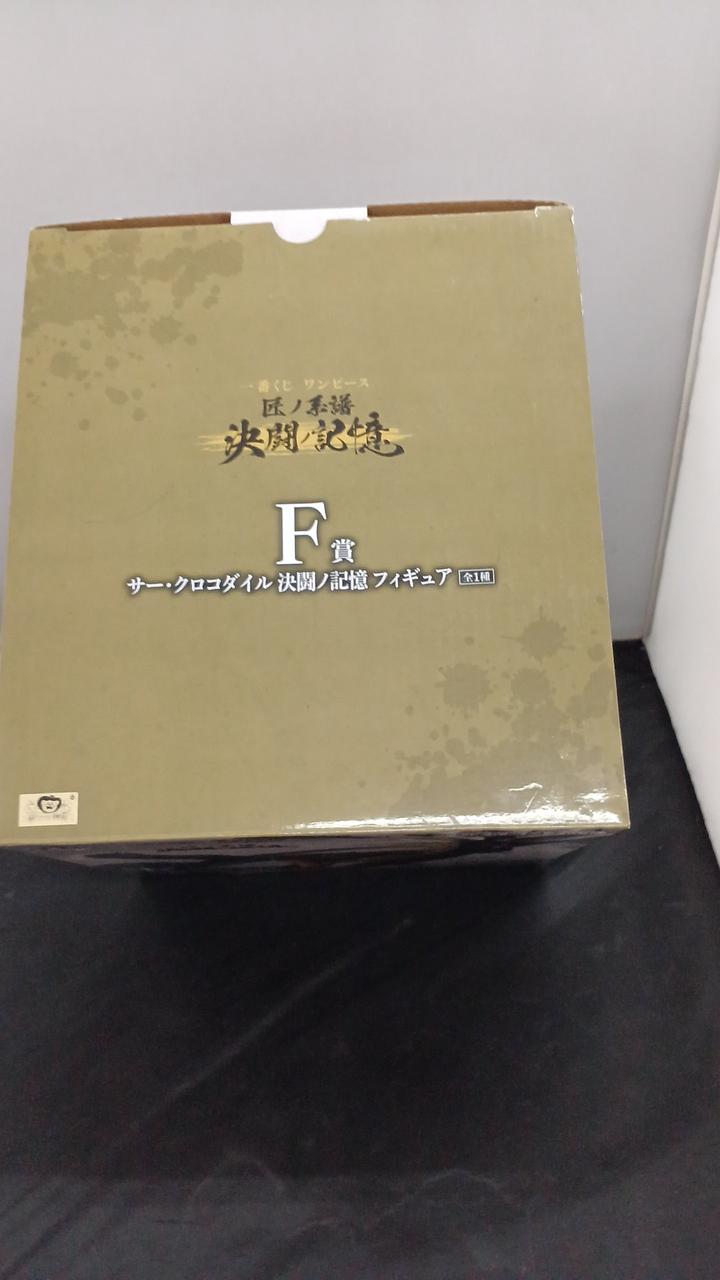 一番くじ ワンピース
匠ノ系譜
決闘ノ記憶
F賞
サー・クロコダイル 決闘ノ記憶 フィギュア 全1種